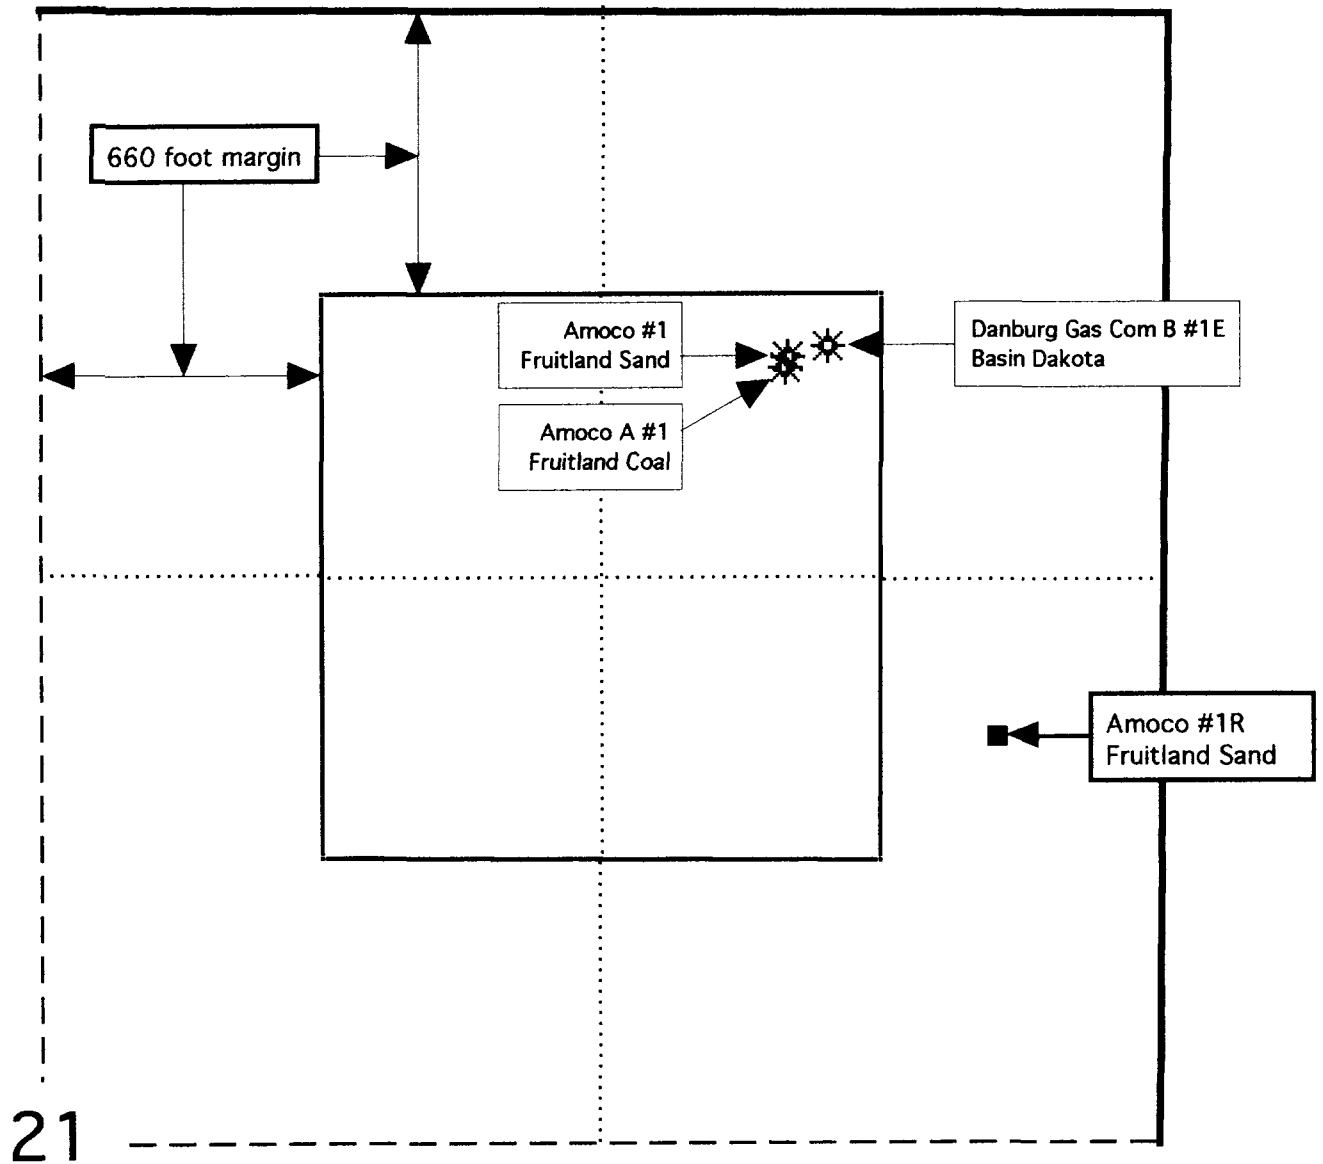 660 foot margin
Amoco #1
Fruitland Sand
Danburg Gas Com B #1E
Basin Dakota
Amoco A #1
Fruitland Coal
Amoco #1R
Fruitland Sand
21